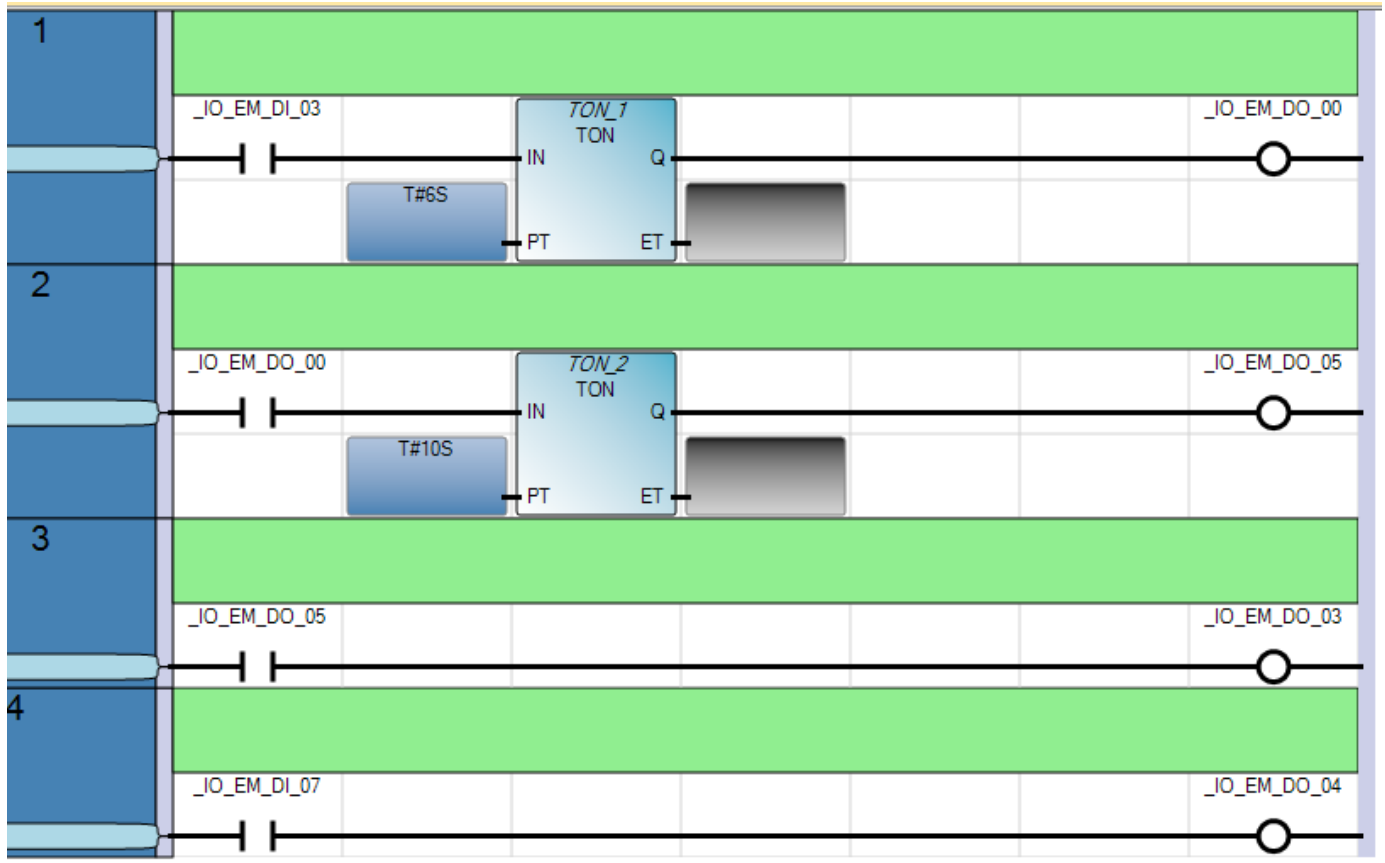 1
_IO_EM_DI_03
TON_1
_IO_EM_DO_00
TON
IN
Q
T#6S
PT
ET
2
_IO_EM_DO_00
TON_2
_IO_EM_DO_05
TON
IN
Q
T#10S
PT
ET
3
_IO_EM_DO_05
_IO_EM_DO_03
4
_IO_EM_DI_07
_IO_EM_DO_04